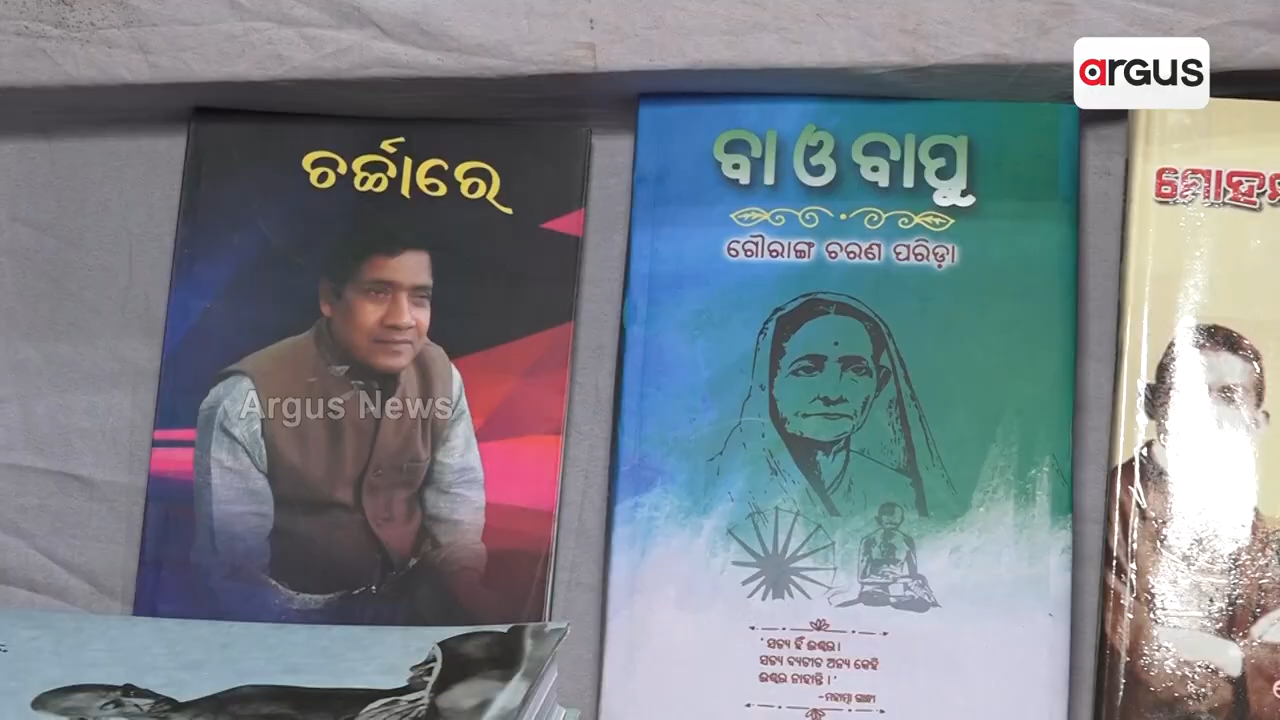 argus
ଚର୍ଚ୍ଚାରେ
Argus News
ବା ଓ ବାପୁ
ଗୌରାଙ୍ଗ ଚରଣ ପରିଡ଼ା
'ସତ୍ୟ ହିଁ ଈଶ୍ୱର।
ସତ୍ୟ ବ୍ୟତୀତ ଅନ୍ୟ କେହି
ଈଶ୍ୱର ନାହାନ୍ତି।'
-ମହାତ୍ମା ଗାନ୍ଧୀ